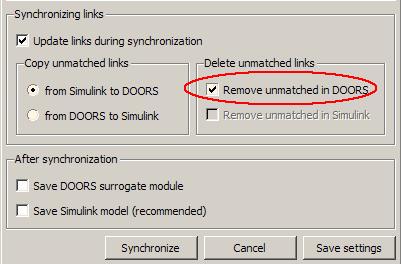 Synchronizing links
Update links during synchronization
Copy unmatched links
from Simulink to DOORS
from DOORS to Simulink
Delete unmatched links
Remove unmatched in DOORS
Remove unmatched in Simulink
After synchronization
Save DOORS surrogate module
Save Simulink model (recommended)
Synchronize
Cancel
Save settings